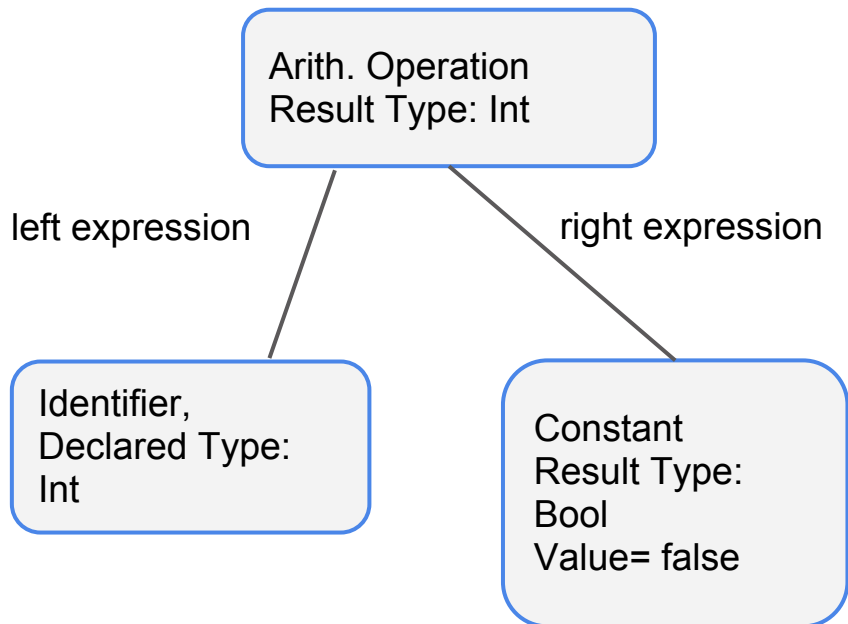 Arith. Operation
Result Type: Int
left expression
right expression
Identifier,
Declared Type:
Int
Constant
Result Type:
Bool
Value= false